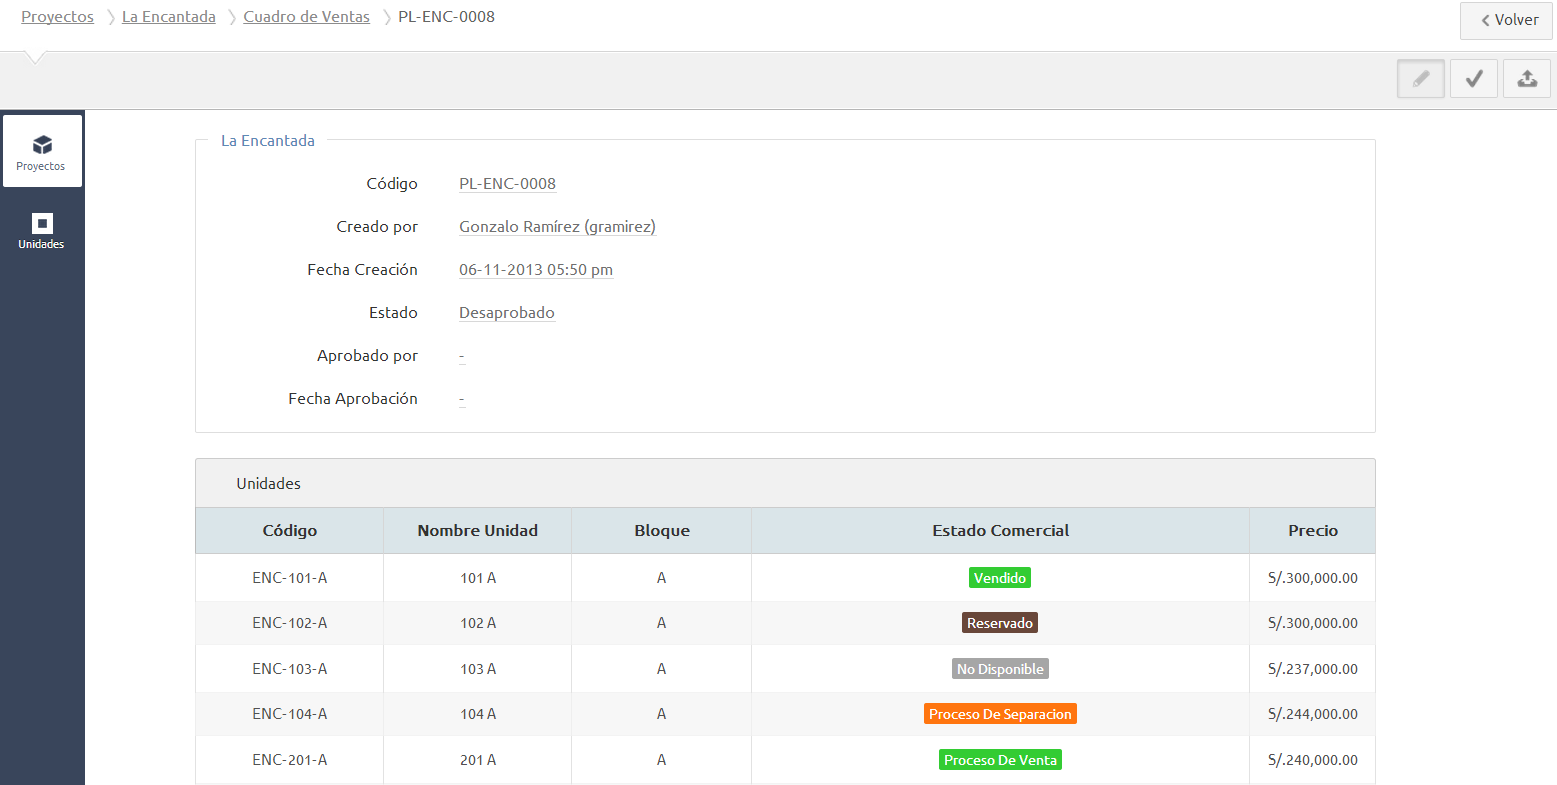 Proyectos La Encantada Cuadro de Ventas PL-ENC-0008
Volver
Proyectos
Unidades
La Encantada
Código PL-ENC-0008
Creado por Gonzalo Ramírez (gramirez)
Fecha Creación 06-11-2013 05:50 pm
Estado Desaprobado
Aprobado por -
Fecha Aprobación -
Unidades
Código Nombre Unidad Bloque Estado Comercial Precio
ENC-101-A 101 A A Vendido S/.300,000.00
ENC-102-A 102 A A Reservado S/.300,000.00
ENC-103-A 103 A A No Disponible S/.237,000.00
ENC-104-A 104 A A Proceso De Separacion S/.244,000.00
ENC-201-A 201 A A Proceso De Venta S/.240,000.00